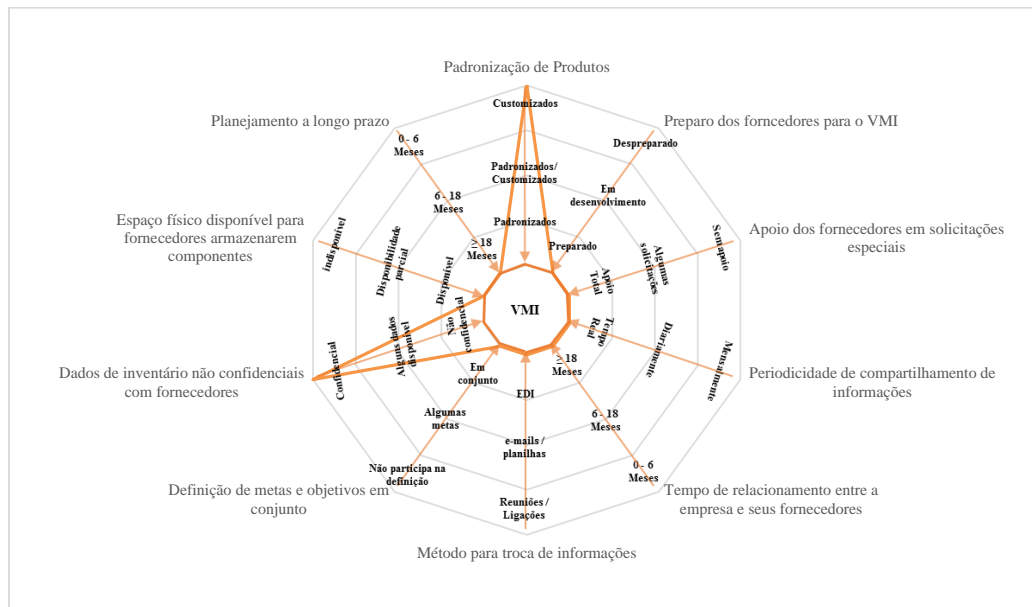 Padronização de Produtos
Customizados
Padronizados/
Customizados
Padronizados
Preparo dos forncedores para o VMI
Despreparado
Em
desenvolvimento
Preparado
Apoio dos fornecedores em solicitações
especiais
Semapoio
Algumas
solicitações
Apoio
Total
Periodicidade de compartilhamento de
informações
Mensalmente
Diariamente
Tempo
Real
Tempo de relacionamento entre a
empresa e seus fornecedores
0 - 6
Meses
6 - 18
Meses
≥ 18
Meses
Método para troca de informações
Reuniões /
Ligações
e-mails /
planilhas
EDI
Definição de metas e objetivos em
conjunto
Não participa na
definição
Algumas
metas
Em
conjunto
Dados de inventário não confidenciais
com fornecedores
Confidencial
Alguns dados
disponível
Não
confidencial
Espaço físico disponível para
fornecedores armazenarem
componentes
indisponível
Disponibilidade
parcial
Disponível
Planejamento a longo prazo
0 - 6
Meses
6 - 18
Meses
≥ 18
Meses
VMI